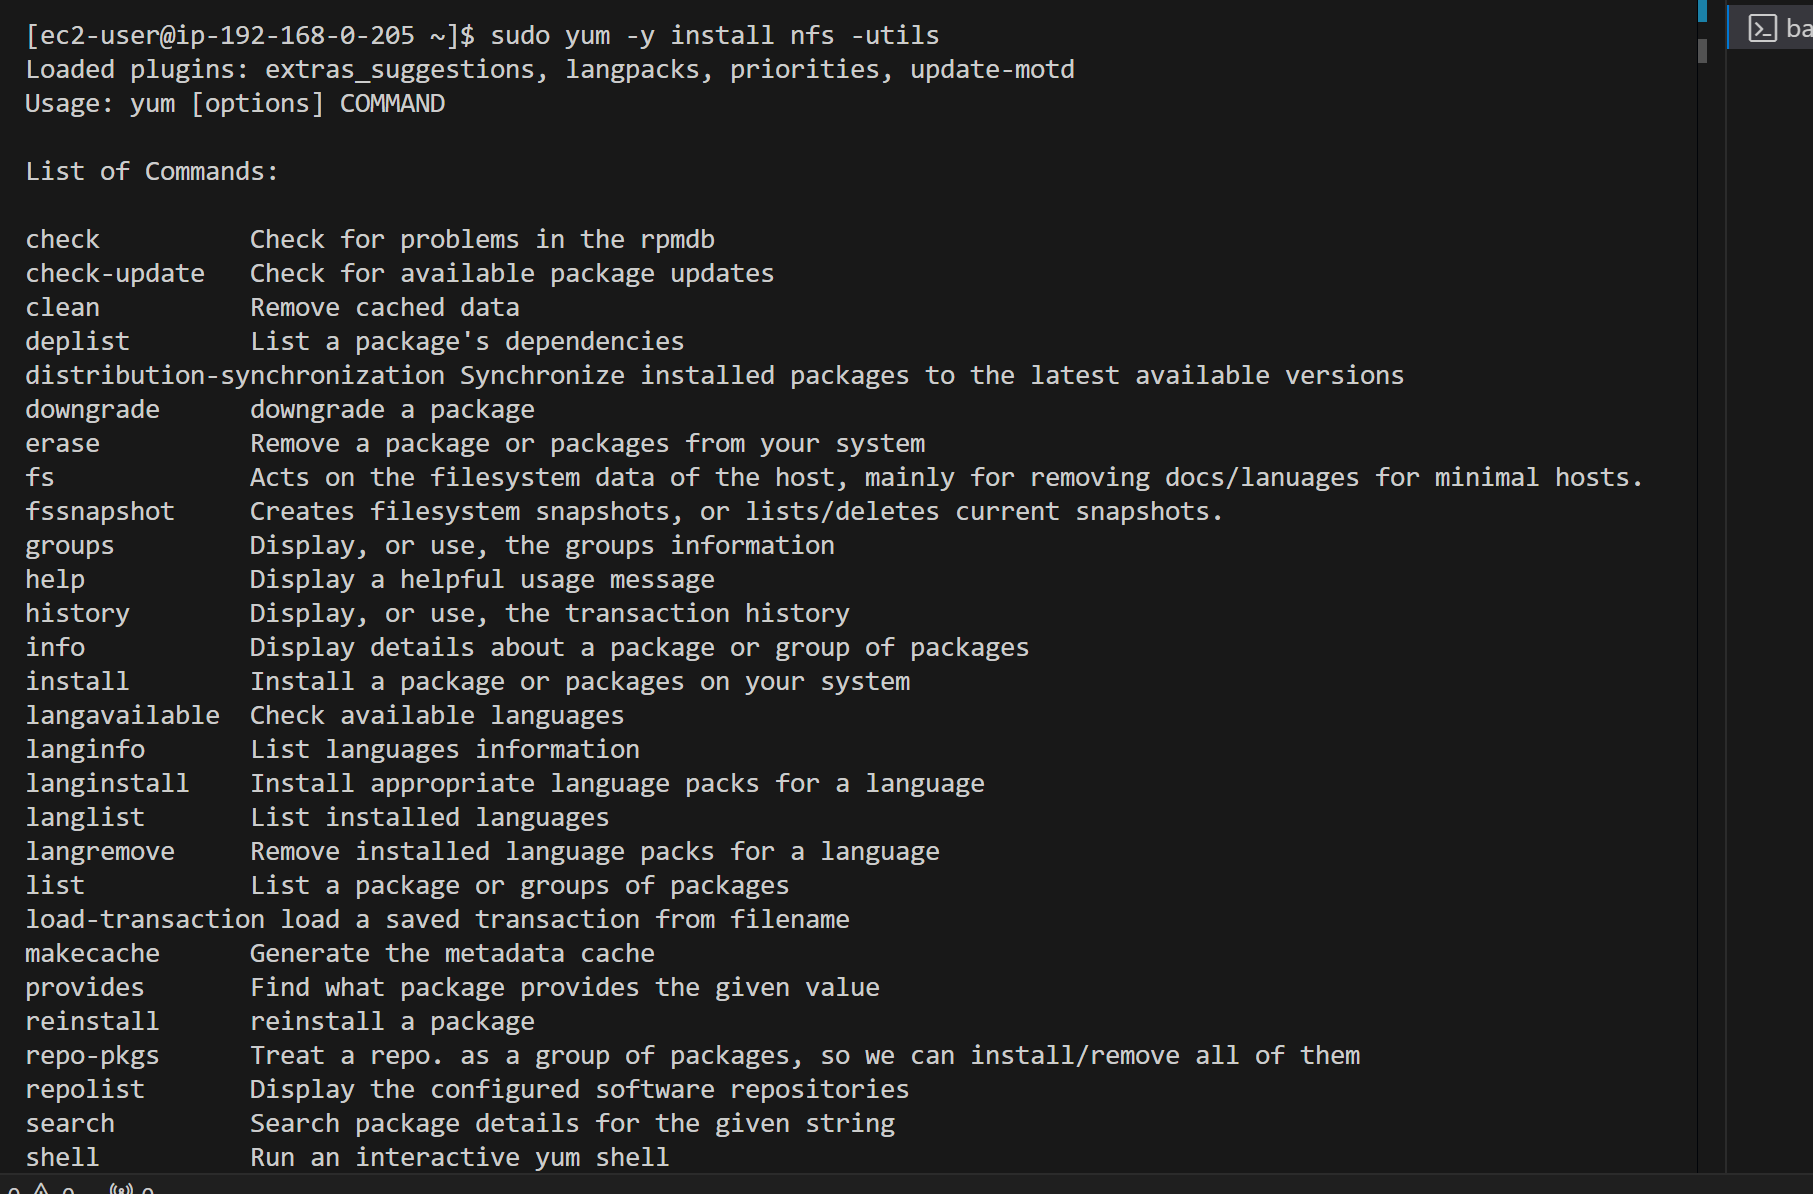 [ec2-user@ip-192-168-0-205 ~]$ sudo yum -y install nfs -utils
Loaded plugins: extras_suggestions, langpacks, priorities, update-motd
Usage: yum [options] COMMAND

List of Commands:

check          Check for problems in the rpmdb
check-update   Check for available package updates
clean          Remove cached data
deplist        List a package's dependencies
distribution-synchronization Synchronize installed packages to the latest available versions
downgrade      downgrade a package
erase          Remove a package or packages from your system
fs             Acts on the filesystem data of the host, mainly for removing docs/lanuages for minimal hosts.
fssnapshot     Creates filesystem snapshots, or lists/deletes current snapshots.
groups         Display, or use, the groups information
help           Display a helpful usage message
history        Display, or use, the transaction history
info           Display details about a package or group of packages
install        Install a package or packages on your system
langavailable  Check available languages
langinfo       List languages information
langinstall    Install appropriate language packs for a language
langlist       List installed languages
langremove     Remove installed language packs for a language
list           List a package or groups of packages
load-transaction load a saved transaction from filename
makecache      Generate the metadata cache
provides       Find what package provides the given value
reinstall      reinstall a package
repo-pkgs      Treat a repo. as a group of packages, so we can install/remove all of them
repolist       Display the configured software repositories
search         Search package details for the given string
shell          Run an interactive yum shell
ba